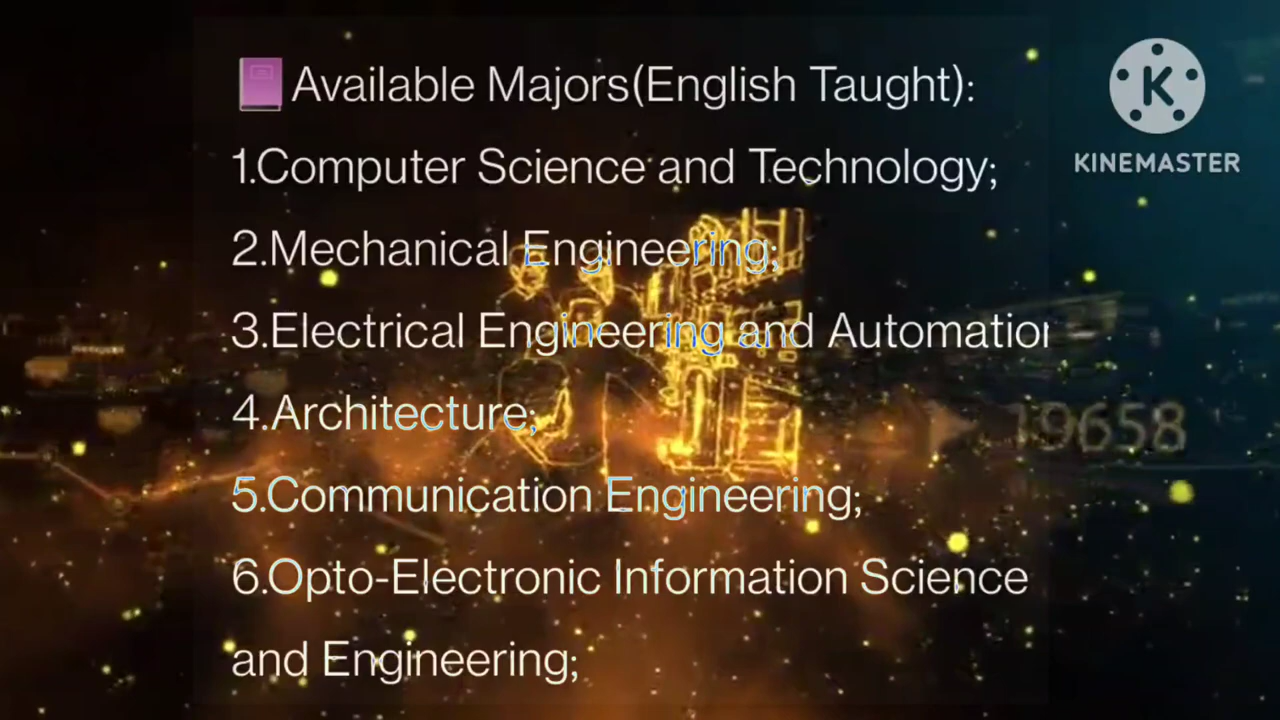 📕Available Majors(English Taught):
1.Computer Science and Technology;
2.Mechanical Engineering;
3.Electrical Engineering and Automation
4.Architecture;
5.Communication Engineering;
6.Opto-Electronic Information Science
and Engineering;
K
KINEMASTER
19658